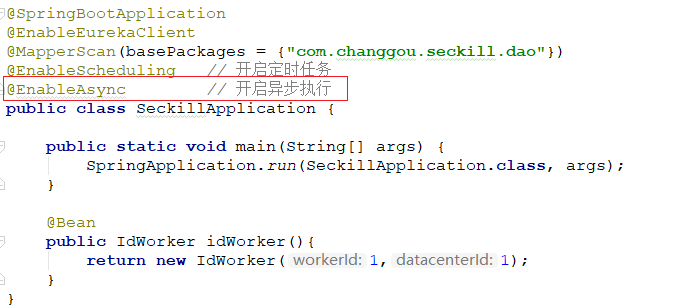 @SpringBootApplication
@EnableEurekaClient
@MapperScan(basePackages = {"com.changgou.seckill.dao"})
@EnableScheduling   // 开启定时任务
@EnableAsync        // 开启异步执行
public class SeckillApplication {
    public static void main(String[] args) {
        SpringApplication.run(SeckillApplication.class, args);
    }
    @Bean
    public IdWorker idWorker(){
        return new IdWorker( workerId: 1, datacenterId: 1);
    }
}